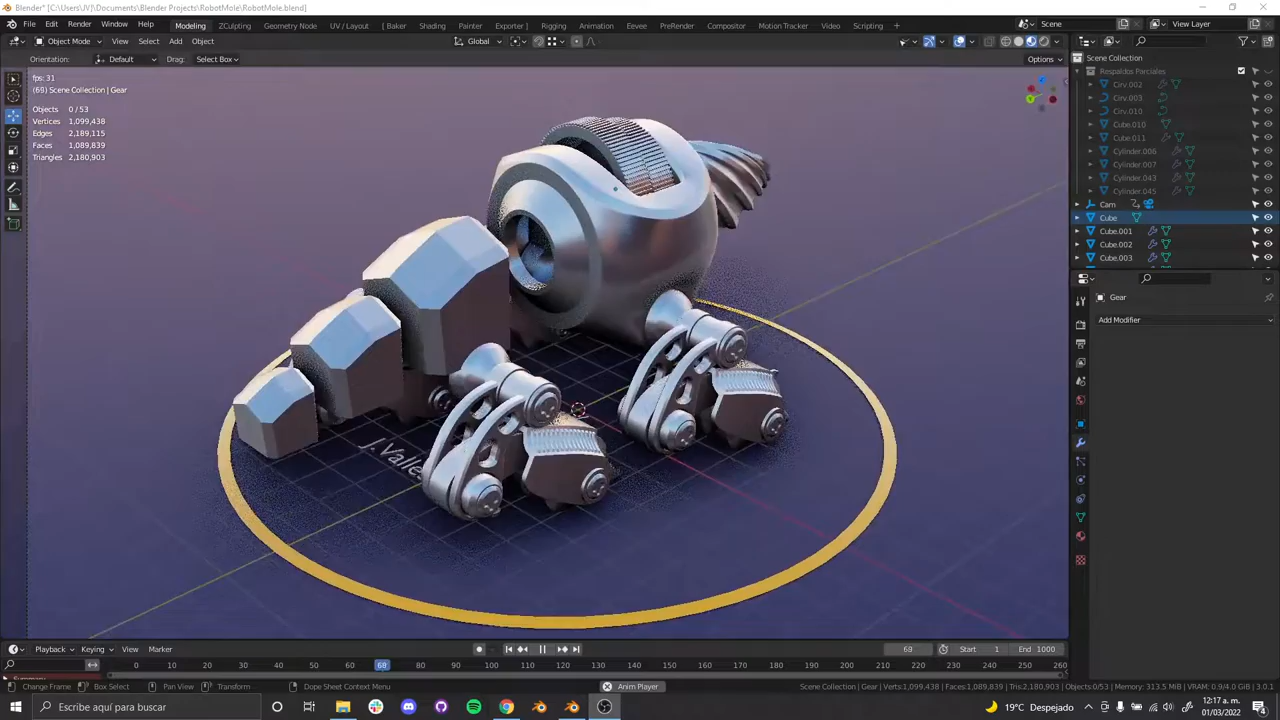 Blender* [C:\Users\JVJ\Documents\Blender Projects\RobotMole\RobotMole.blend]
File Edit Render Window Help Modeling ZCulpting Geometry Node UV / Layout [ Baker Shading Painter Exploring Rigging Animation Eevee PreRender Compositor Motion Tracker Video Scripting + Scene View Layer
Object Mode View Select Add Object Global
Orientation: Default Drag: Select Box Options
fps: 31
(69) Scene Collection | Gear
Objects 0 / 53
Vertices 1,099,438
Edges 2,189,115
Faces 1,089,839
Triangles 2,180,903
J. Valle
Scene Collection
Respaldos Parciales
Cirv.002
Cirv.003
Cirv.010
Cube.010
Cube.011
Cylinder.006
Cylinder.007
Cylinder.043
Cylinder.045
Cam
Cube
Cube.001
Cube.002
Cube.003
Gear
Add Modifier
Playback Keying View Marker 69 Start 1 End 1000
0 10 20 30 40 50 60 68 80 90 100 110 120 130 140 150 160 170 180 190 200 210 220 230 240 250 260
Summary
Change Frame Box Select Pan View Transform Dope Sheet Context Menu Anim Player Scene Collection | Gear | Verts:1,099,438 | Faces:1,089,839 | Tris:2,180,903 | Objects:0/53 | Memory: 313.5 MiB | VRAM: 0.9/4.0 GiB | 3.1.0
Escribe aquí para buscar 19°C Despejado 12:17 a.m.
01/03/2022